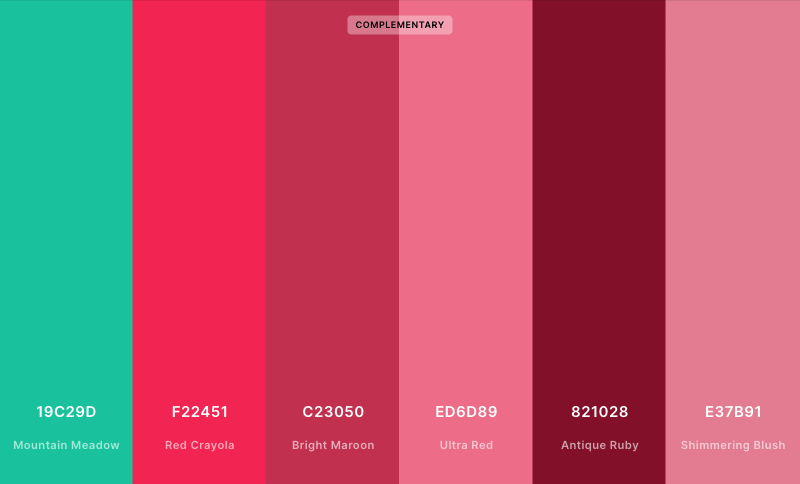 COMPLEMENTARY
19C29D
Mountain Meadow
F22451
Red Crayola
C23050
Bright Maroon
ED6D89
Ultra Red
821028
Antique Ruby
E37B91
Shimmering Blush